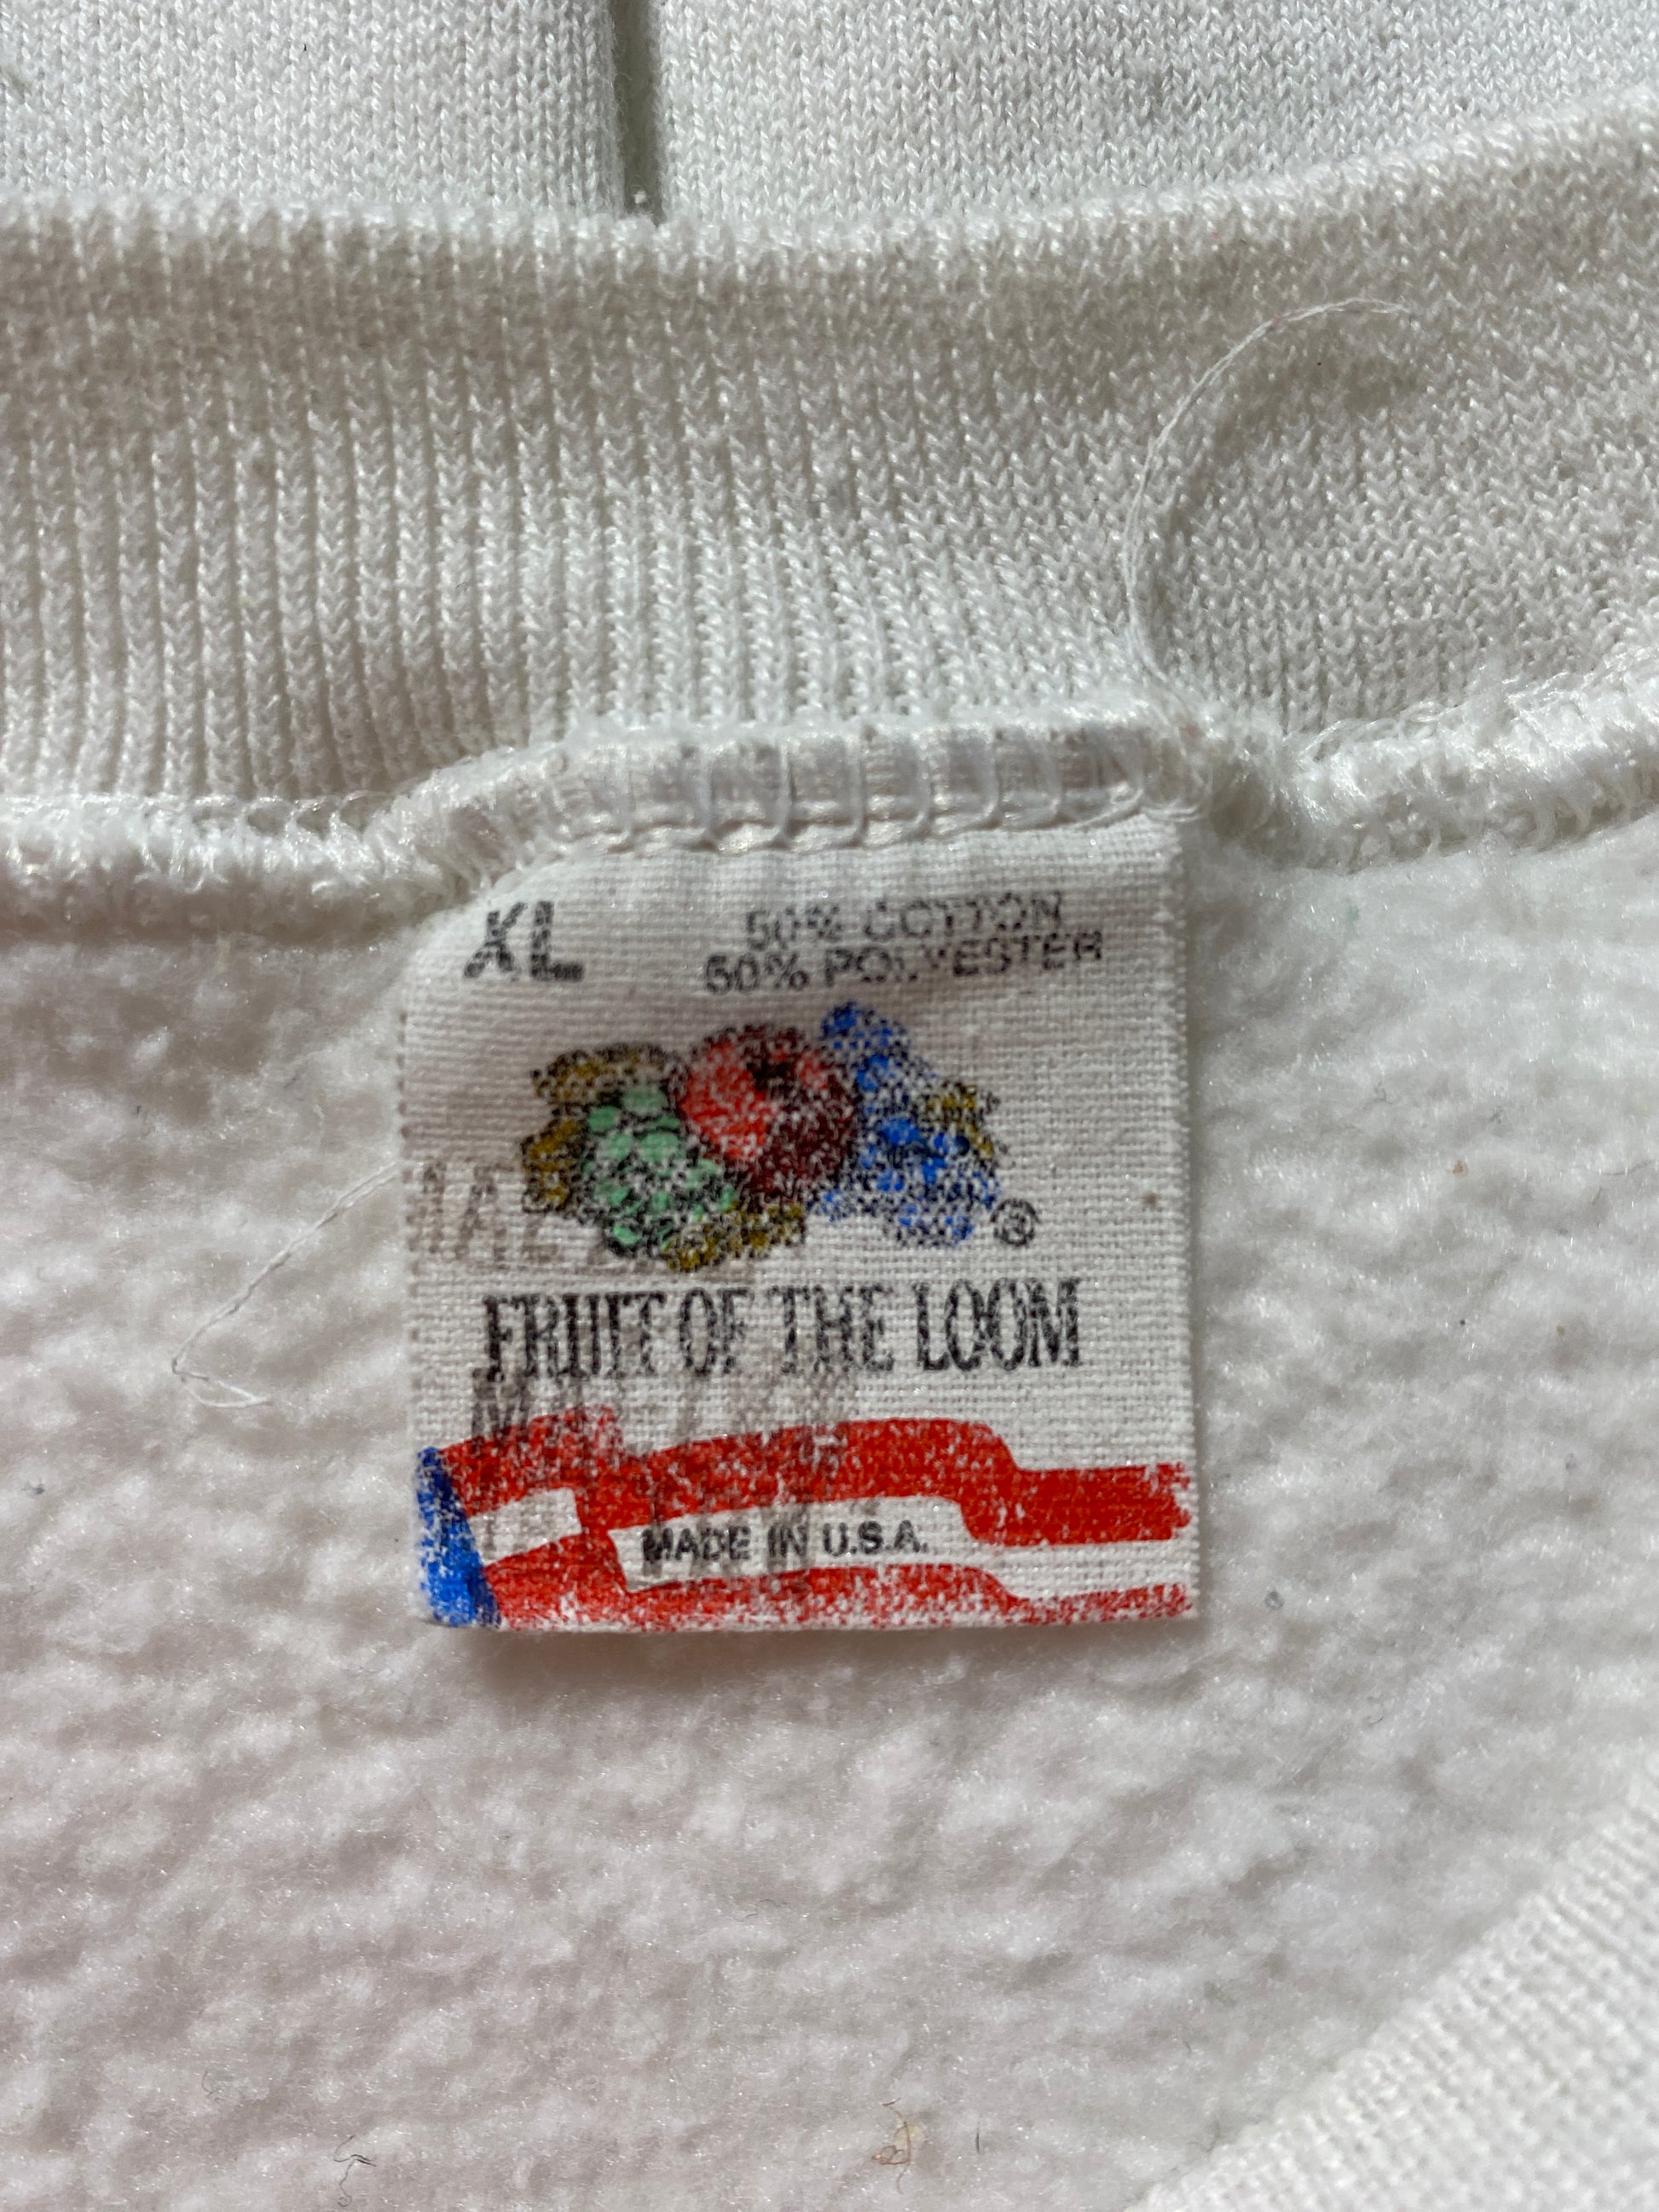 XL
50% COTTON
50% POLYESTER
®
FRUIT OF THE LOOM
MADE IN U.S.A.